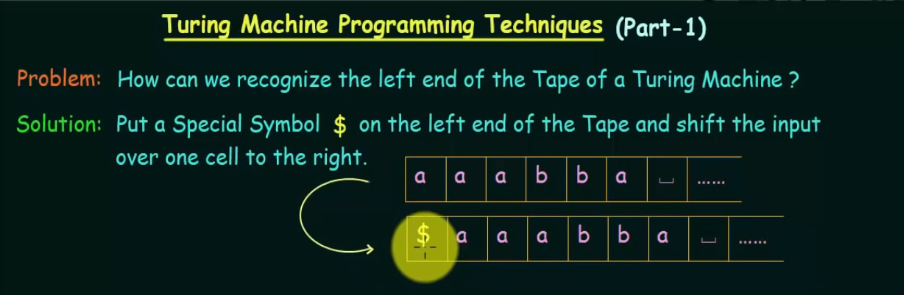 Turing Machine Programming Techniques (Part-1)
Problem: How can we recognize the left end of the Tape of a Turing Machine ?
Solution: Put a Special Symbol $ on the left end of the Tape and shift the input
over one cell to the right.
a a a b b a ⎵ ......
$ a a a b b a ⎵ ......